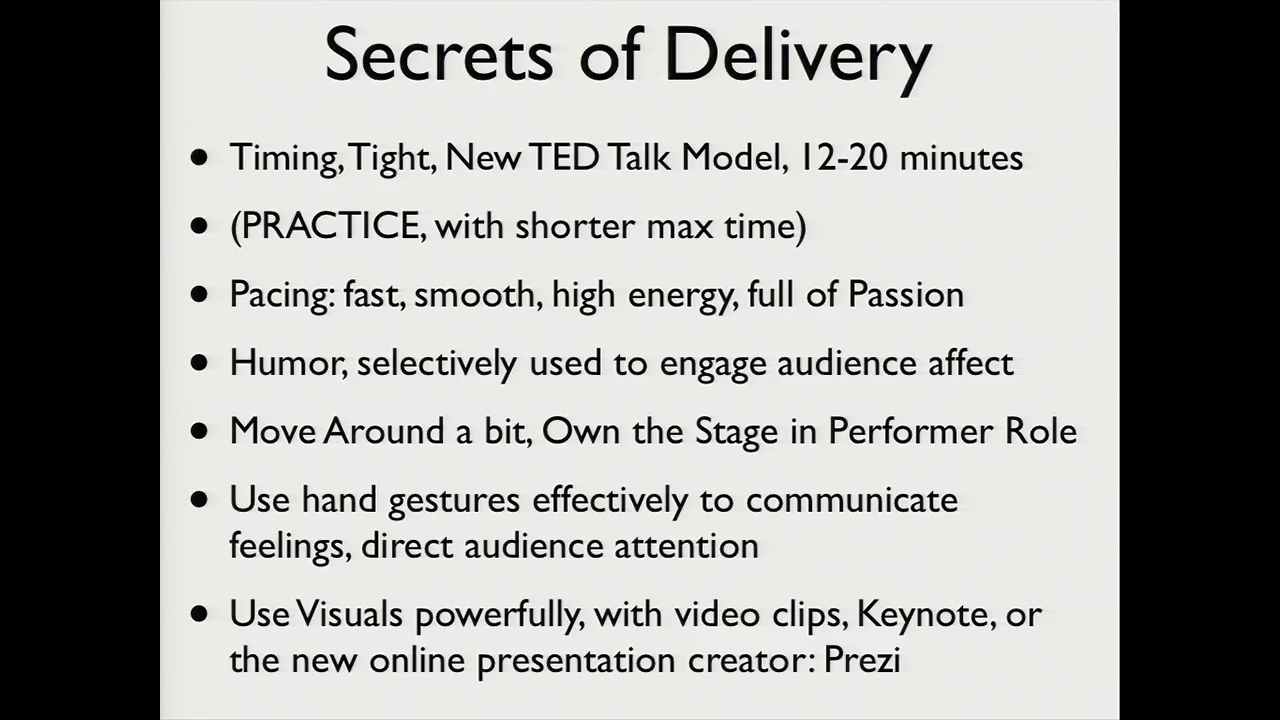 Secrets of Delivery
• Timing, Tight, New TED Talk Model, 12-20 minutes
• (PRACTICE, with shorter max time)
• Pacing: fast, smooth, high energy, full of Passion
• Humor, selectively used to engage audience affect
• Move Around a bit, Own the Stage in Performer Role
• Use hand gestures effectively to communicate
feelings, direct audience attention
• Use Visuals powerfully, with video clips, Keynote, or
the new online presentation creator: Prezi